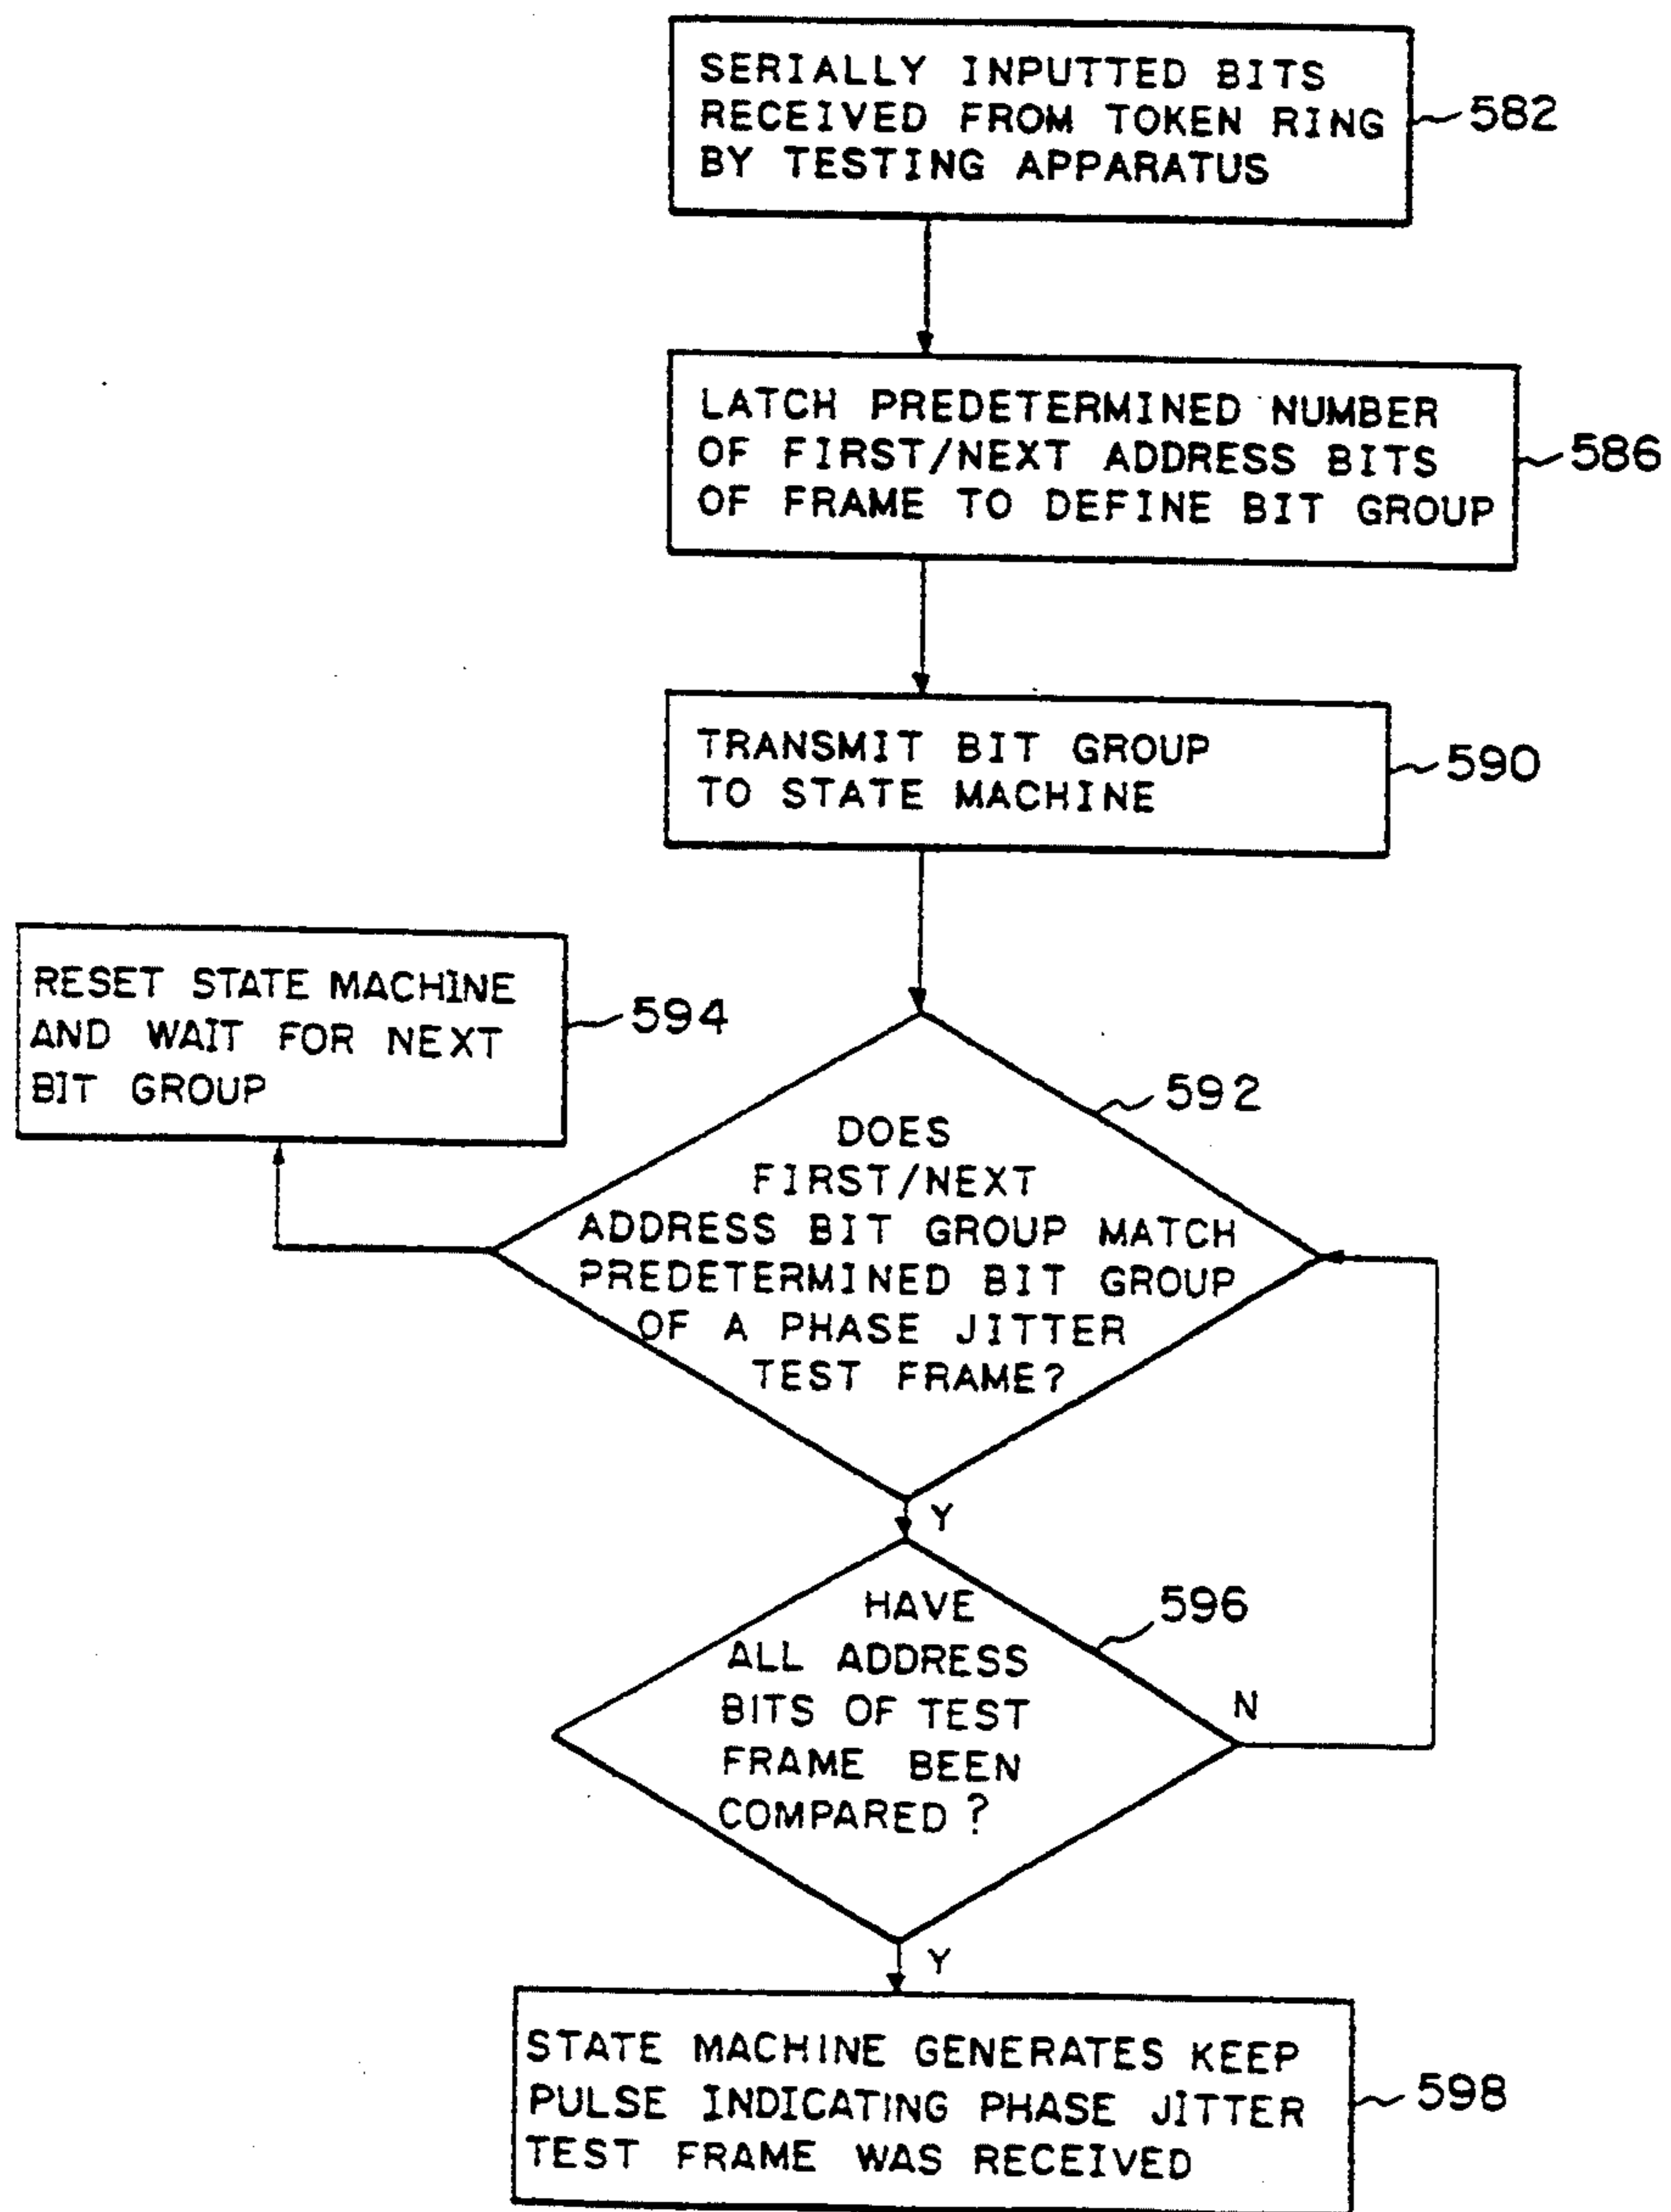 SERIALLY INPUTTED BITS
RECEIVED FROM TOKEN RING
BY TESTING APPARATUS
582
LATCH PREDETERMINED NUMBER
OF FIRST/NEXT ADDRESS BITS
OF FRAME TO DEFINE BIT GROUP
586
TRANSMIT BIT GROUP
TO STATE MACHINE
590
RESET STATE MACHINE
AND WAIT FOR NEXT
BIT GROUP
594
592
DOES
FIRST/NEXT
ADDRESS BIT GROUP MATCH
PREDETERMINED BIT GROUP
OF A PHASE JITTER
TEST FRAME?
Y
596
HAVE
ALL ADDRESS
BITS OF TEST
FRAME BEEN
COMPARED?
N
Y
STATE MACHINE GENERATES KEEP
PULSE INDICATING PHASE JITTER
TEST FRAME WAS RECEIVED
598